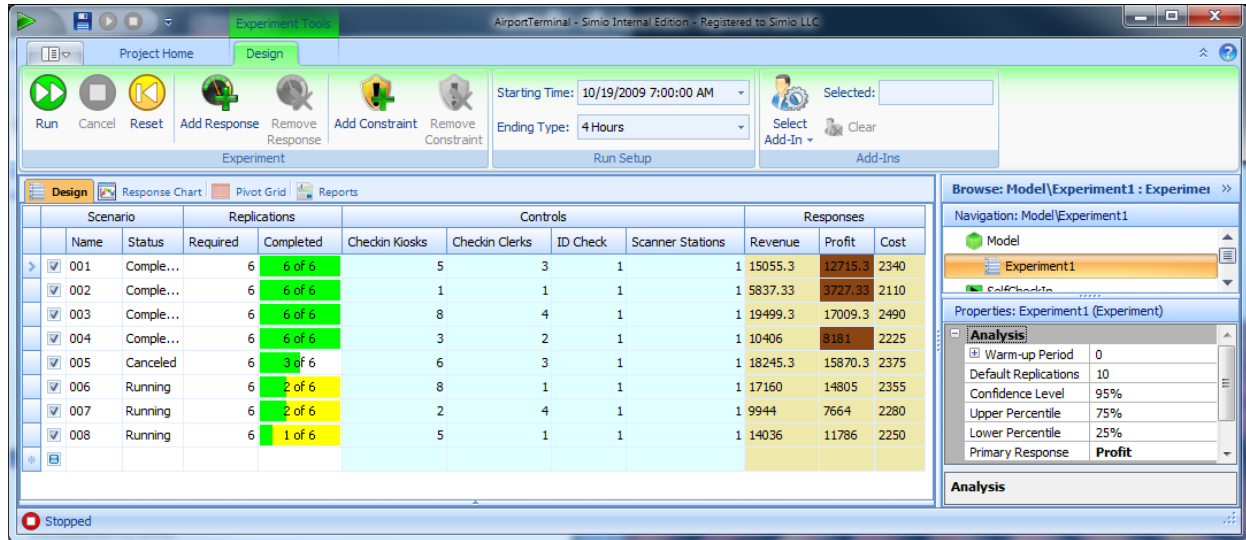 Experiment Tools
AirportTerminal - Simio Internal Edition - Registered to Simio LLC
Project Home Design
Run Cancel Reset Add Response Remove Response Add Constraint Remove Constraint
Experiment
Starting Time: 10/19/2009 7:00:00 AM
Ending Type: 4 Hours
Run Setup
Select Add-In Selected: Clear
Add-Ins
Design Response Chart Pivot Grid Reports
Scenario Replications Controls Responses
Name Status Required Completed Checkin Kiosks Checkin Clerks ID Check Scanner Stations Revenue Profit Cost
001 Comple... 6 6 of 6 5 3 1 1 15055.3 12715.3 2340
002 Comple... 6 6 of 6 1 1 1 1 5837.33 3727.33 2110
003 Comple... 6 6 of 6 8 4 1 1 19499.3 17009.3 2490
004 Comple... 6 6 of 6 3 2 1 1 10406 8181 2225
005 Canceled 6 3 of 6 6 3 1 1 18245.3 15870.3 2375
006 Running 6 2 of 6 8 1 1 1 17160 14805 2355
007 Running 6 2 of 6 2 4 1 1 9944 7664 2280
008 Running 6 1 of 6 5 1 1 1 14036 11786 2250
Browse: Model\Experiment1 : Experimer
Navigation: Model\Experiment1
Model
Experiment1
SelfCheckIn
Properties: Experiment1 (Experiment)
Analysis
Warm-up Period 0
Default Replications 10
Confidence Level 95%
Upper Percentile 75%
Lower Percentile 25%
Primary Response Profit
Analysis
Stopped